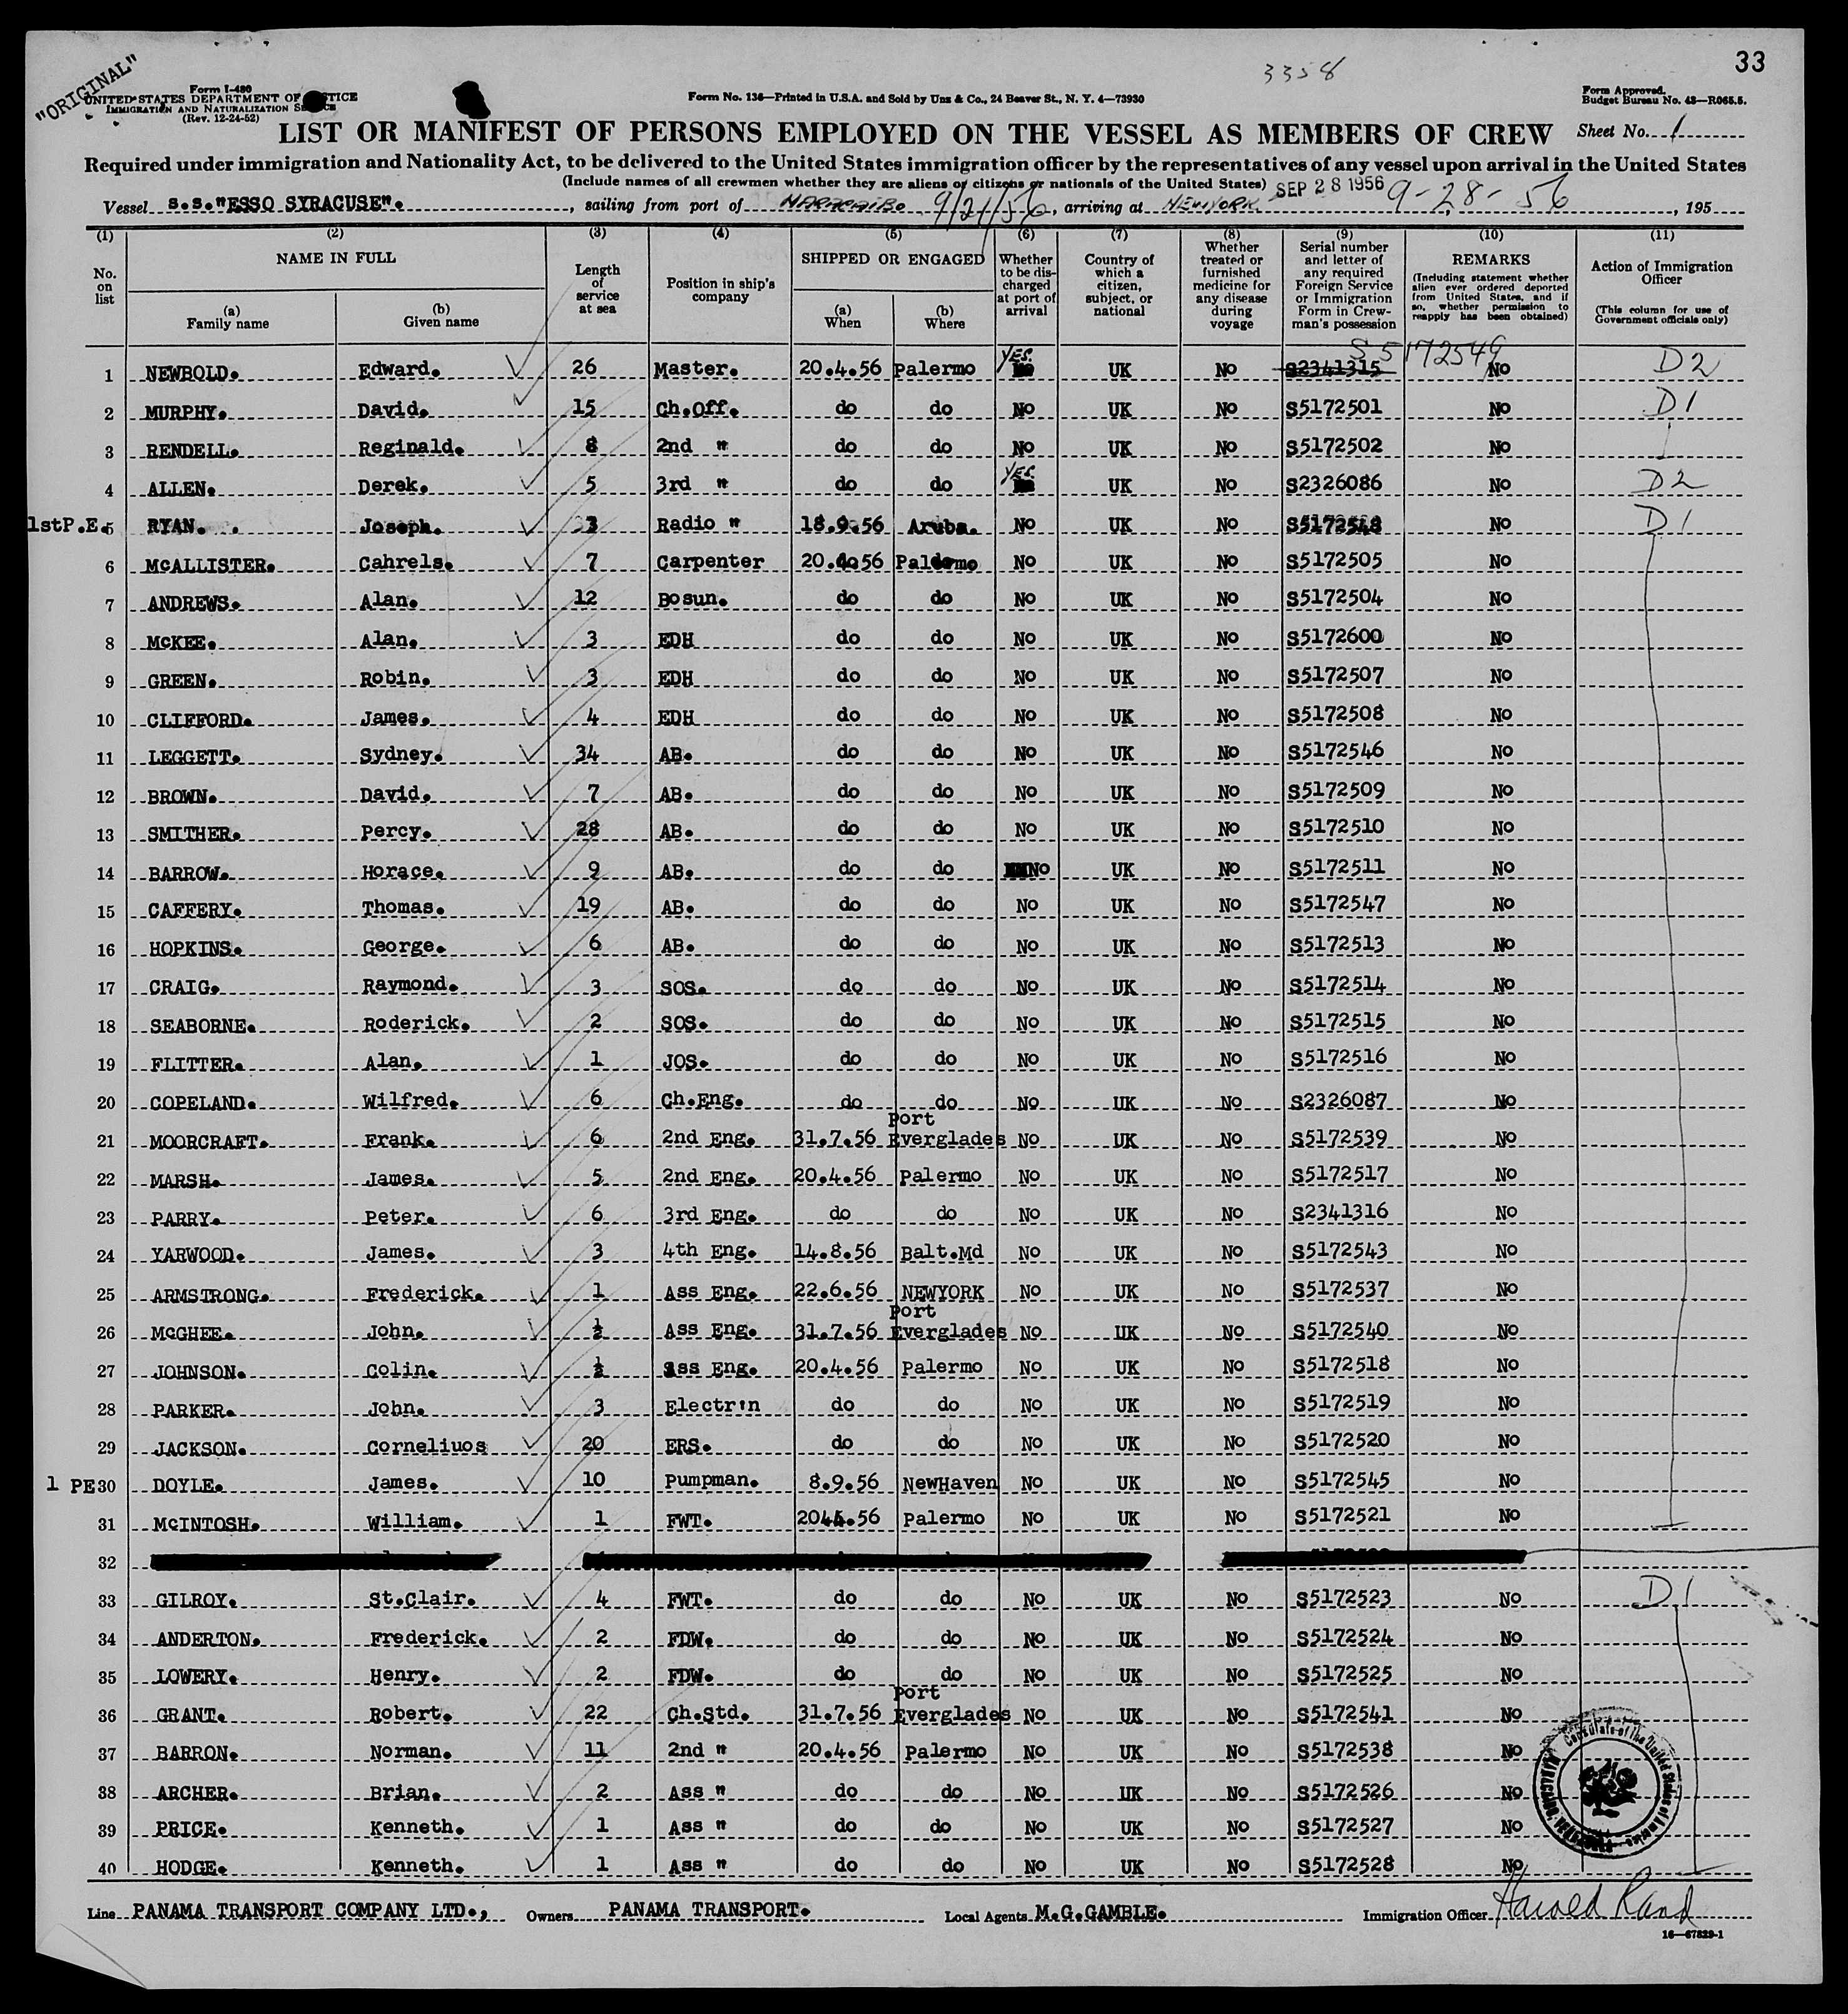 33
3358
"ORIGINAL"
Form I-480
UNITED STATES DEPARTMENT OF JUSTICE
IMMIGRATION AND NATURALIZATION SERVICE
(Rev. 12-24-52)
Form No. 136—Printed in U.S.A. and Sold by Unz & Co., 24 Beaver St., N. Y. 4—73930
Form Approved.
Budget Bureau No. 43—R065.5.
LIST OR MANIFEST OF PERSONS EMPLOYED ON THE VESSEL AS MEMBERS OF CREW Sheet No. 1
Required under immigration and Nationality Act, to be delivered to the United States immigration officer by the representatives of any vessel upon arrival in the United States
(Include names of all crewmen whether they are aliens or citizens or nationals of the United States) SEP 28 1956
Vessel S.S."ESSO SYRACUSE". , sailing from port of MARACAIBO 9/21/56 , arriving at NEWYORK 9-28-56 , 195
(1) (2) (3) (4) (5) (6) (7) (8) (9) (10) (11)
No. on list
NAME IN FULL
(a) Family name
(b) Given name
Length of service at sea
Position in ship's company
SHIPPED OR ENGAGED
(a) When
(b) Where
Whether to be discharged at port of arrival
Country of which a citizen, subject, or national
Whether treated or furnished medicine for any disease during voyage
Serial number and letter of any required Foreign Service or Immigration Form in Crewman's possession
REMARKS
(Including statement whether alien ever ordered deported from United States, and if so, whether permission to reapply has been obtained)
Action of Immigration Officer
(This column for use of Government officials only)
S5172549
1 NEWBOLD. Edward. 26 Master. 20.4.56 Palermo YES. UK No S2341315 No D2
2 MURPHY. David. 15 Ch.Off. do do No UK No S5172501 No D1
3 RENDELL. Reginald. 8 2nd " do do No UK No S5172502 No
4 ALLEN. Derek. 5 3rd " do do YES. UK No S2326086 No D2
1stP.E. 5 RYAN. . Joseph. 3 Radio " 18.9.56 Aruba. No UK No S5172548 No D1
6 McALLISTER. Cahrels. 7 Carpenter 20.4.56 Palermo No UK No S5172505 No
7 ANDREWS. Alan. 12 Bosun. do do No UK No S5172504 No
8 McKEE. Alan. 3 EDH do do No UK No S5172600 No
9 GREEN. Robin. 3 EDH do do No UK No S5172507 No
10 CLIFFORD. James. 4 EDH do do No UK No S5172508 No
11 LEGGETT. Sydney. 34 AB. do do No UK No S5172546 No
12 BROWN. David. 7 AB. do do No UK No S5172509 No
13 SMITHER. Percy. 28 AB. do do No UK No S5172510 No
14 BARROW. Horace. 9 AB. do do No UK No S5172511 No
15 CAFFERY. Thomas. 19 AB. do do No UK No S5172547 No
16 HOPKINS. George. 6 AB. do do No UK No S5172513 No
17 CRAIG. Raymond. 3 SOS. do do No UK No S5172514 No
18 SEABORNE. Roderick. 2 SOS. do do No UK No S5172515 No
19 FLITTER. Alan. 1 JOS. do do No UK No S5172516 No
20 COPELAND. Wilfred. 6 Ch.Eng. do do No UK No S2326087 No
21 MOORCRAFT. Frank. 6 2nd Eng. 31.7.56 Port Everglades No UK No S5172539 No
22 MARSH. James. 5 2nd Eng. 20.4.56 Palermo No UK No S5172517 No
23 PARRY. Peter. 6 3rd Eng. do do No UK No S2341316 No
24 YARWOOD. James. 3 4th Eng. 14.8.56 Balt.Md No UK No S5172543 No
25 ARMSTRONG. Frederick. 1 Ass Eng. 22.6.56 NEWYORK No UK No S5172537 No
26 McGHEE. John. ½ Ass Eng. 31.7.56 Port Everglades No UK No S5172540 No
27 JOHNSON. Colin. ½ Ass Eng. 20.4.56 Palermo No UK No S5172518 No
28 PARKER. John. 3 Electr'n do do No UK No S5172519 No
29 JACKSON. Corneliuos 20 ERS. do do No UK No S5172520 No
1 PE 30 DOYLE. James. 10 Pumpman. 8.9.56 NewHaven No UK No S5172545 No
31 McINTOSH. William. 1 FWT. 20.4.56 Palermo No UK No S5172521 No
32
33 GILROY. St.Clair. 4 FWT. do do No UK No S5172523 No D1
34 ANDERTON. Frederick. 2 FDW. do do No UK No S5172524 No
35 LOWERY. Henry. 2 FDW. do do No UK No S5172525 No
36 GRANT. Robert. 22 Ch.Std. 31.7.56 Port Everglades No UK No S5172541 No
37 BARRON. Norman. 11 2nd " 20.4.56 Palermo No UK No S5172538 No
38 ARCHER. Brian. 2 Ass " do do No UK No S5172526 No
39 PRICE. Kenneth. 1 Ass " do do No UK No S5172527 No
40 HODGE. Kenneth. 1 Ass " do do No UK No S5172528 No
Consulate of the United States of America MARACAIBO, VENEZUELA
Line PANAMA TRANSPORT COMPANY LTD., Owners PANAMA TRANSPORT. Local Agents M.G.GAMBLE. Immigration Officer Harold Rand
16—67829-1